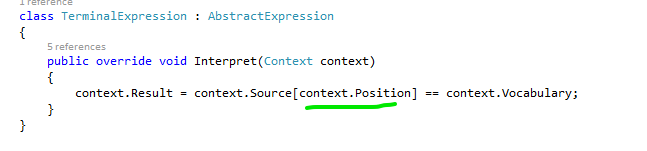 1 reference
class TerminalExpression : AbstractExpression
{
5 references
public override void Interpret(Context context)
{
context.Result = context.Source[context.Position] == context.Vocabulary;
}
}